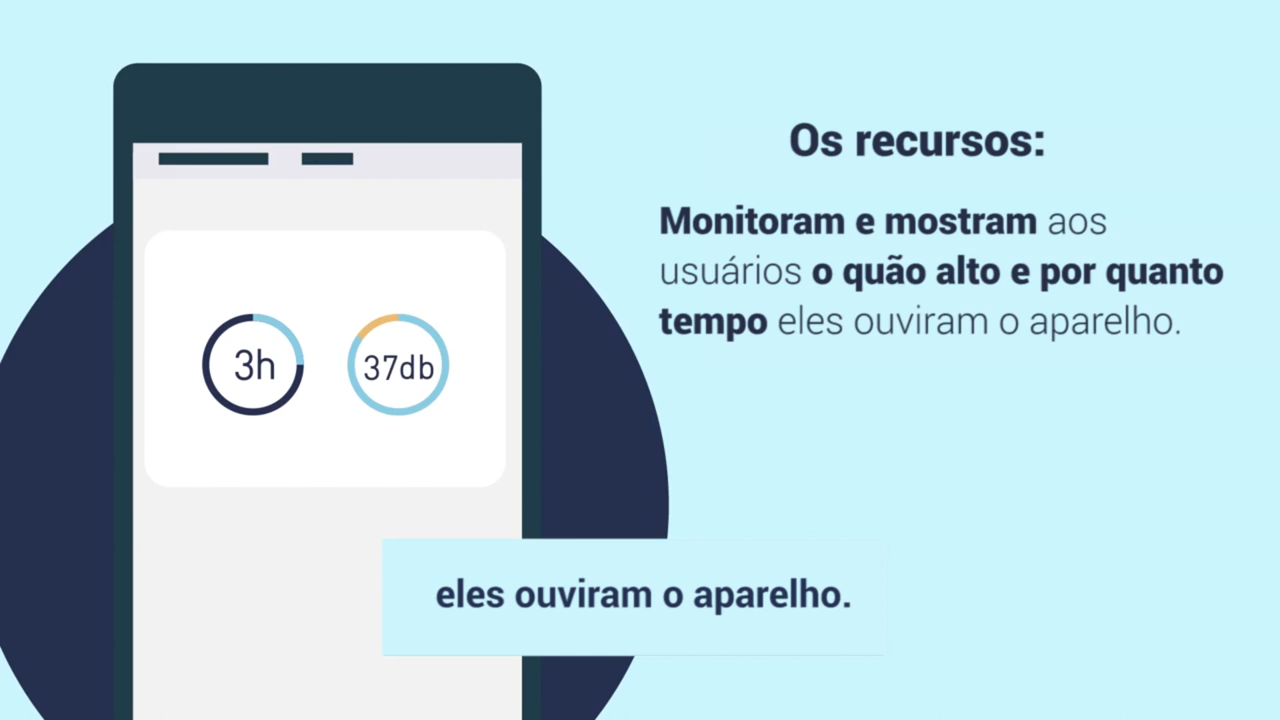 Os recursos:
Monitoram e mostram aos
usuários o quão alto e por quanto
tempo eles ouviram o aparelho.
3h
37db
eles ouviram o aparelho.